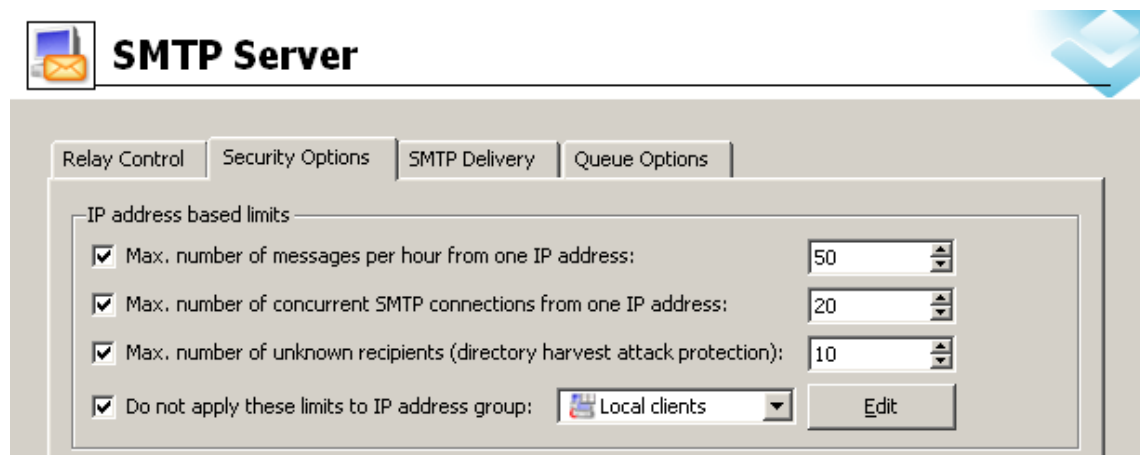 SMTP Server
Relay Control Security Options SMTP Delivery Queue Options
IP address based limits
Max. number of messages per hour from one IP address: 50
Max. number of concurrent SMTP connections from one IP address: 20
Max. number of unknown recipients (directory harvest attack protection): 10
Do not apply these limits to IP address group: Local clients Edit